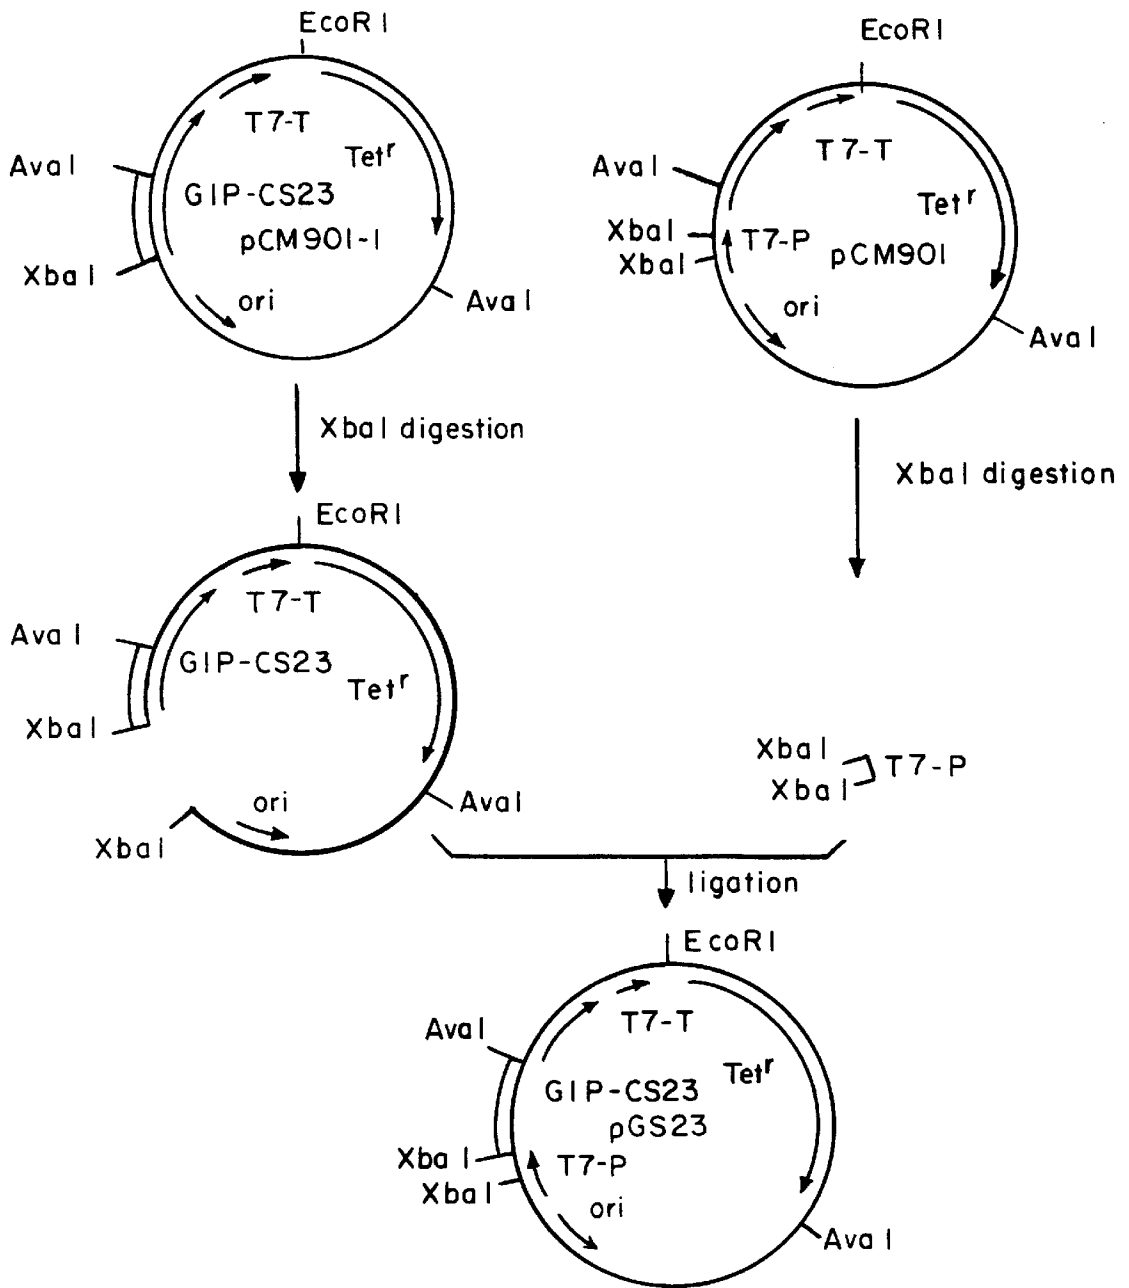 EcoRI
T7-T
Tetr
AvaI
GIP-CS23
pCM901-1
XbaI
ori
AvaI
EcoRI
T7-T
AvaI
Tetr
XbaI
T7-P
XbaI
pCM901
ori
AvaI
XbaI digestion
XbaI digestion
EcoRI
T7-T
AvaI
GIP-CS23
Tetr
XbaI
ori
AvaI
XbaI
XbaI
T7-P
XbaI
ligation
EcoRI
T7-T
AvaI
Tetr
GIP-CS23
pGS23
XbaI
T7-P
XbaI
ori
AvaI